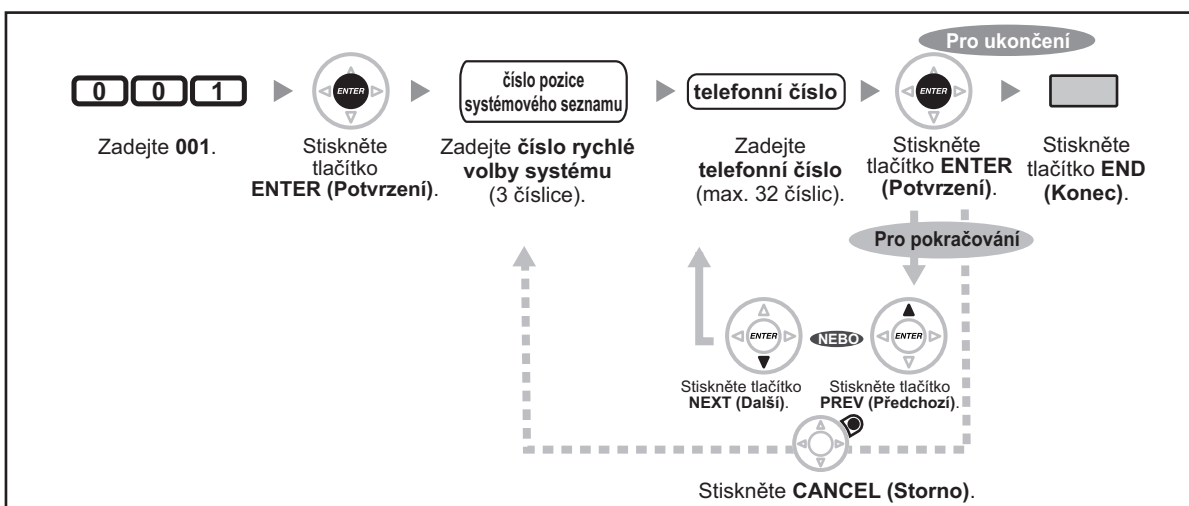 Pro ukončení
0 0 1
ENTER
číslo pozice
systémového seznamu
telefonní číslo
ENTER
Zadejte 001.
Stiskněte
tlačítko
ENTER (Potvrzení).
Zadejte číslo rychlé
volby systému
(3 číslice).
Zadejte
telefonní číslo
(max. 32 číslic).
Stiskněte
tlačítko ENTER
(Potvrzení).
Stiskněte
tlačítko END
(Konec).
Pro pokračování
ENTER
NEBO
ENTER
Stiskněte tlačítko
NEXT (Další).
Stiskněte tlačítko
PREV (Předchozí).
Stiskněte CANCEL (Storno).